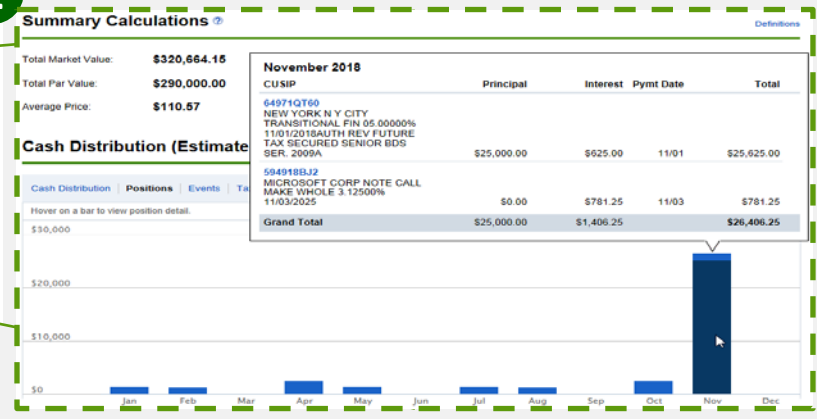 Summary Calculations ?
Definitions
Total Market Value: $320,664.15
Total Par Value: $290,000.00
Average Price: $110.57
November 2018
CUSIP Principal Interest Pymt Date Total
64971QT60
NEW YORK N Y CITY
TRANSITIONAL FIN 05.00000%
11/01/2018AUTH REV FUTURE
TAX SECURED SENIOR BDS
SER. 2009A $25,000.00 $625.00 11/01 $25,625.00
594918BJ2
MICROSOFT CORP NOTE CALL
MAKE WHOLE 3.12500%
11/03/2025 $0.00 $781.25 11/03 $781.25
Grand Total $25,000.00 $1,406.25 $26,406.25
Cash Distribution (Estimate
Cash Distribution Positions Events Ta
Hover on a bar to view position detail.
$30,000
$20,000
$10,000
$0
Jan Feb Mar Apr May Jun Jul Aug Sep Oct Nov Dec